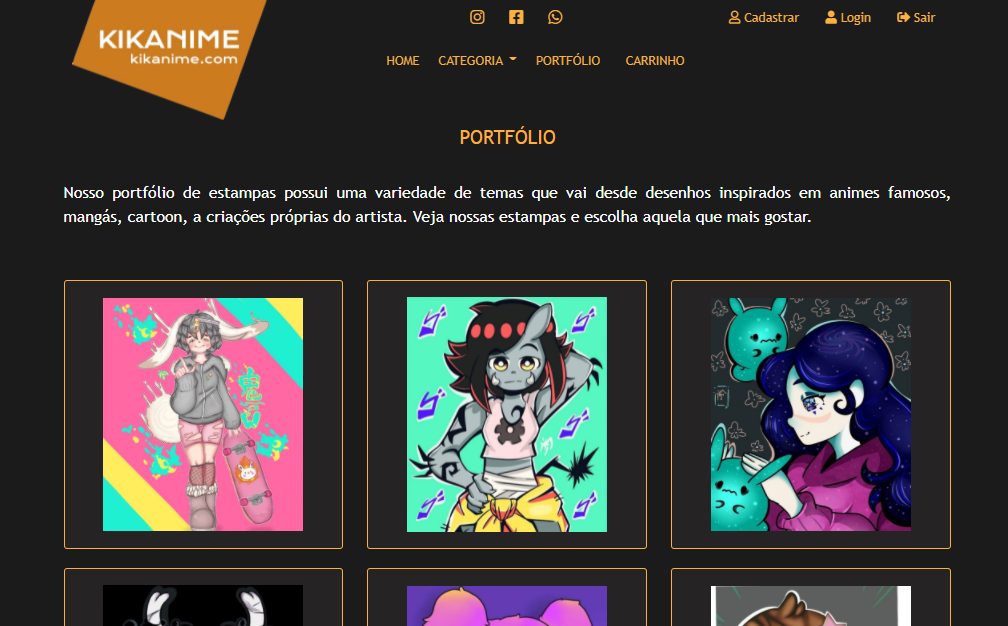 KIKANIME
kikanime.com
Cadastrar Login Sair
HOME CATEGORIA PORTFÓLIO CARRINHO
PORTFÓLIO
Nosso portfólio de estampas possui uma variedade de temas que vai desde desenhos inspirados em animes famosos,
mangás, cartoon, a criações próprias do artista. Veja nossas estampas e escolha aquela que mais gostar.